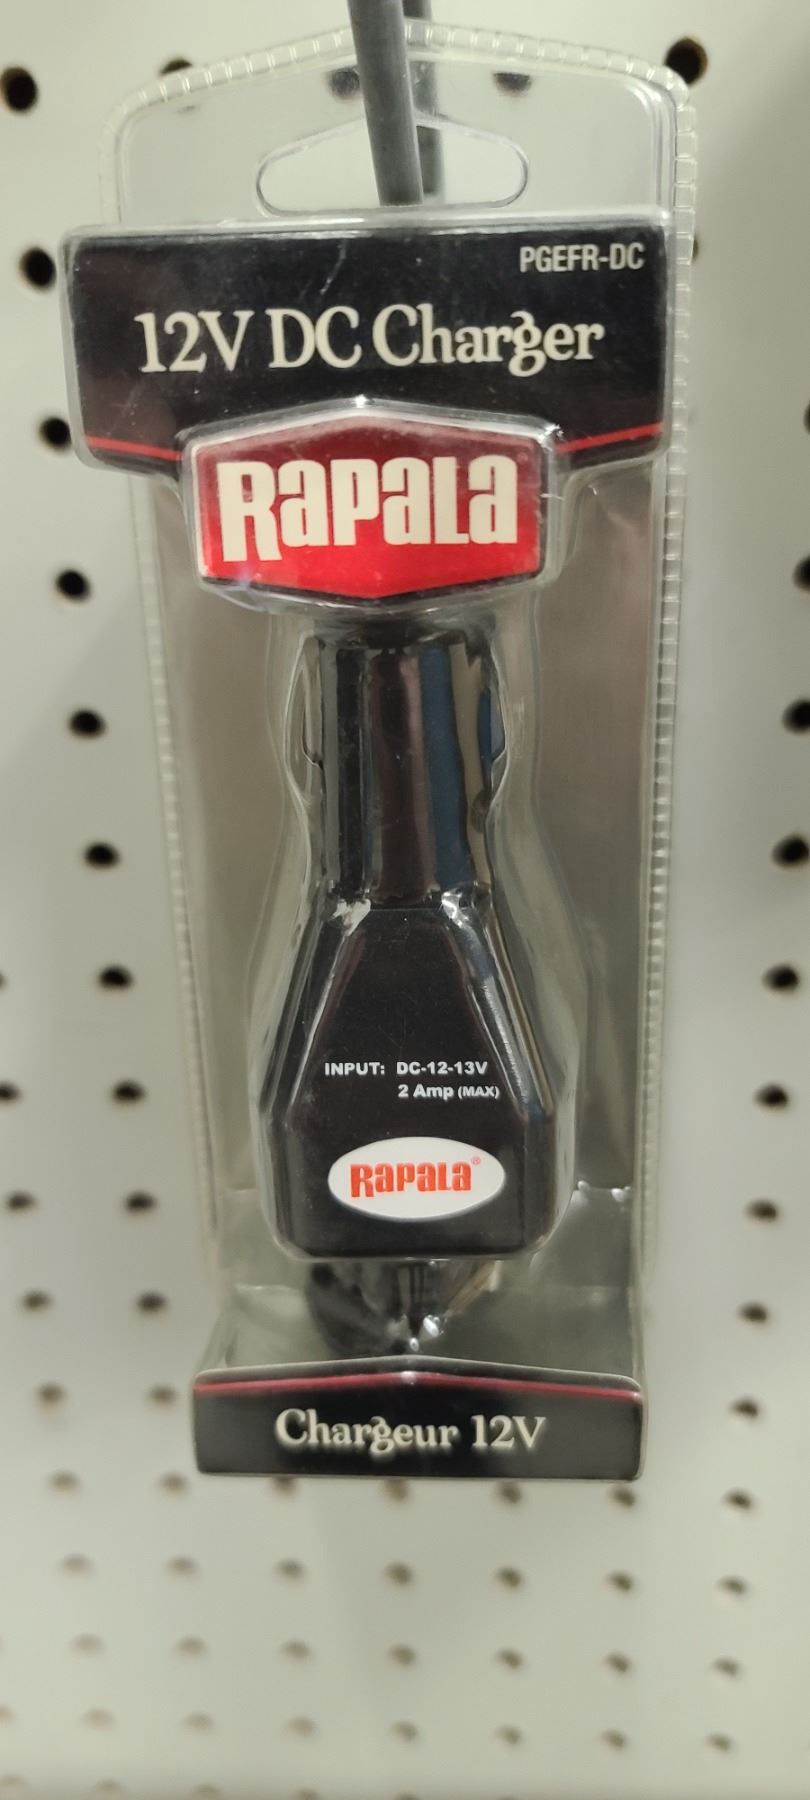 PGEFR-DC
12V DC Charger
Rapala
INPUT: DC-12-13V
2 Amp (MAX)
Rapala®
Chargeur 12V